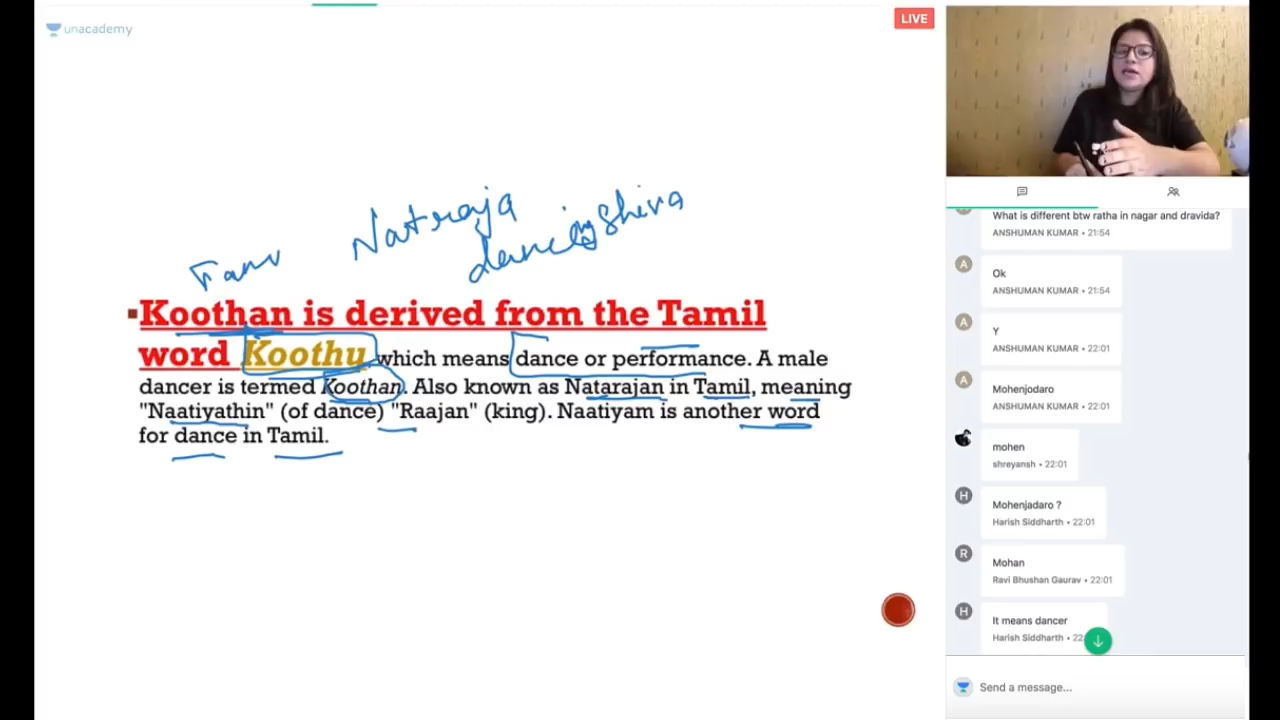 unacademy
LIVE
Natraja
dancing Shiva
Koothan is derived from the Tamil
word Koothu which means dance or performance. A male
dancer is termed Koothan. Also known as Natarajan in Tamil, meaning
"Naatiyathin" (of dance) "Raajan" (king). Naatiyam is another word
for dance in Tamil.
What is different btw ratha in nagar and dravida?
ANSHUMAN KUMAR • 21:54
A
Ok
ANSHUMAN KUMAR • 21:54
A
Y
ANSHUMAN KUMAR • 22:01
A
Mohenjodaro
ANSHUMAN KUMAR • 22:01
mohen
shreyansh • 22:01
H
Mohenjadaro ?
Harish Siddharth • 22:01
R
Mohan
Ravi Bhushan Gaurav • 22:01
H
It means dancer
Harish Siddharth • 22:
Send a message...